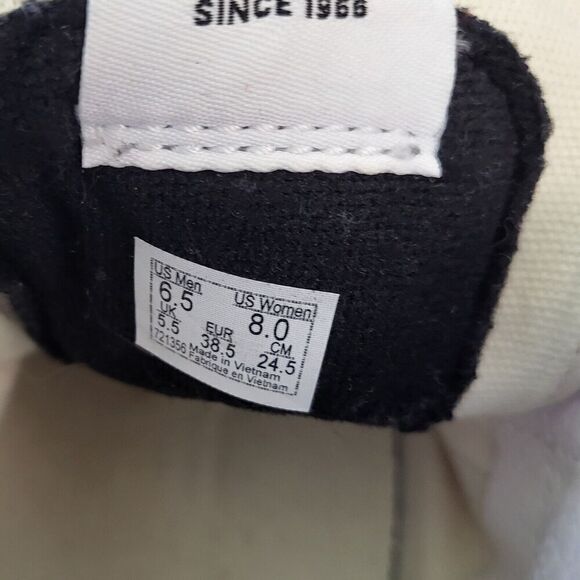 SINCE 1966
US Men US Women
6.5 8.0
UK EUR CM
5.5 38.5 24.5
Made in Vietnam
721356 Fabrique en Vietnam